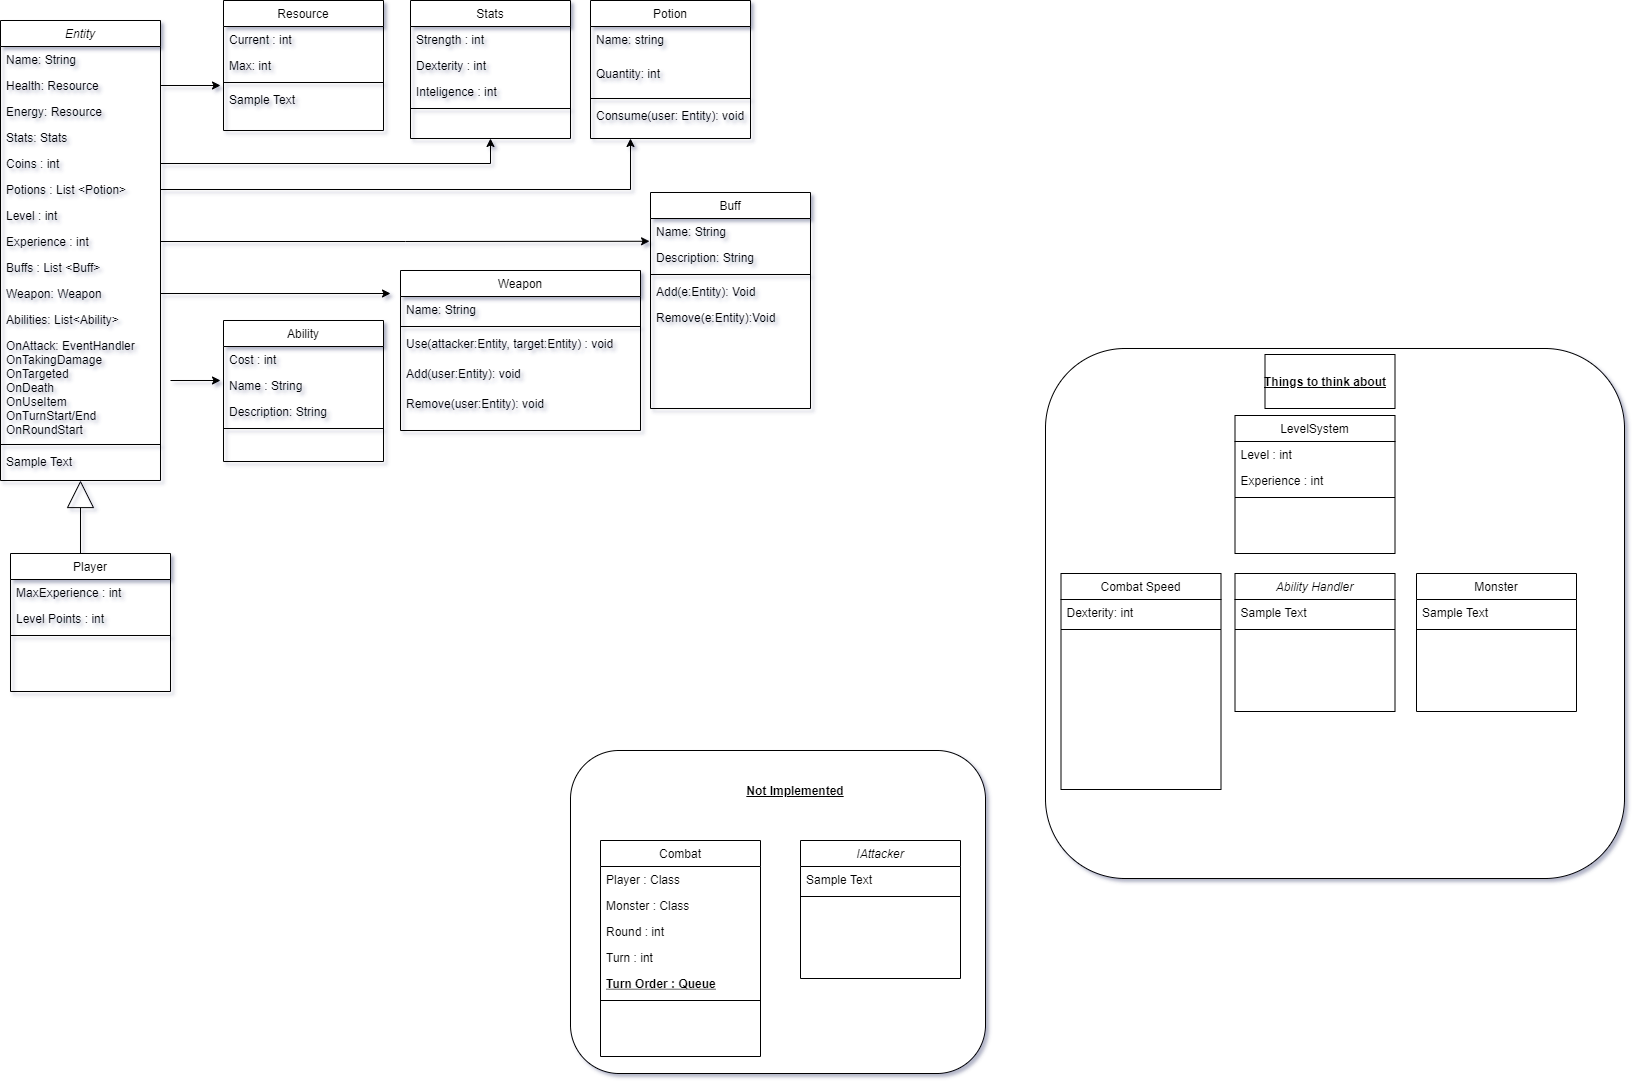 Entity
Name: String
Health: Resource
Energy: Resource
Stats: Stats
Coins : int
Potions : List <Potion>
Level : int
Experience : int
Buffs : List <Buff>
Weapon: Weapon
Abilities: List<Ability>
OnAttack: EventHandler
OnTakingDamage
OnTargeted
OnDeath
OnUseItem
OnTurnStart/End
OnRoundStart
Sample Text
Resource
Current : int
Max: int
Sample Text
Stats
Strength : int
Dexterity : int
Inteligence : int
Potion
Name: string
Quantity: int
Consume(user: Entity): void
Buff
Name: String
Description: String
Add(e:Entity): Void
Remove(e:Entity):Void
Weapon
Name: String
Use(attacker:Entity, target:Entity) : void
Add(user:Entity): void
Remove(user:Entity): void
Ability
Cost : int
Name : String
Description: String
Player
MaxExperience : int
Level Points : int
Things to think about
LevelSystem
Level : int
Experience : int
Combat Speed
Dexterity: int
Ability Handler
Sample Text
Monster
Sample Text
Not Implemented
Combat
Player : Class
Monster : Class
Round : int
Turn : int
Turn Order : Queue
IAttacker
Sample Text